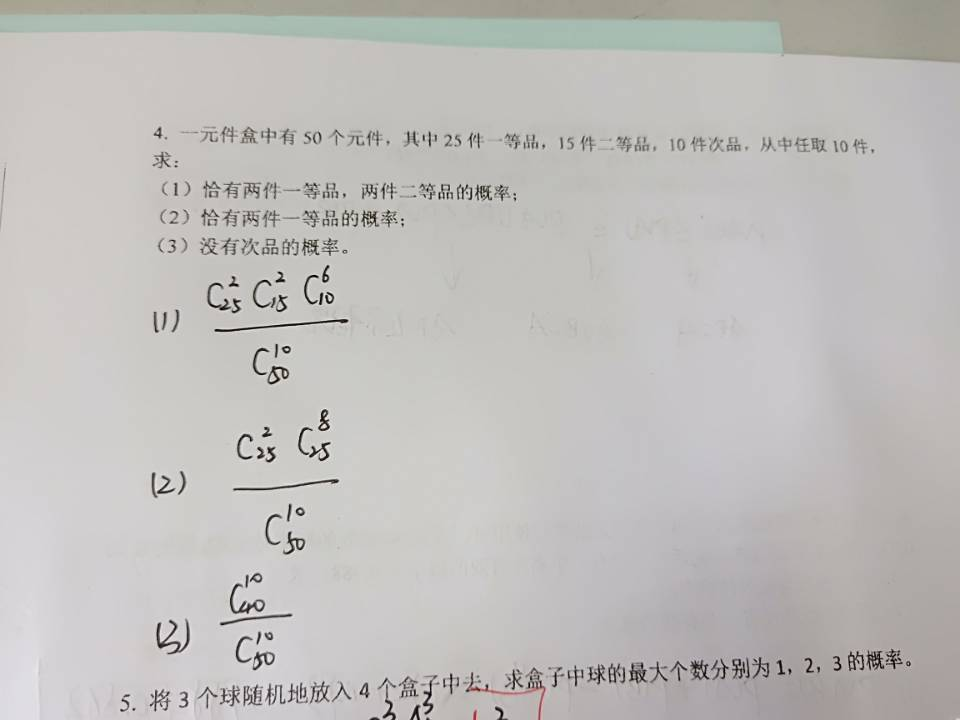 4. 一元件盒中有 50 个元件，其中 25 件一等品，15 件二等品，10 件次品，从中任取 10 件，
求：
（1）恰有两件一等品，两件二等品的概率；
（2）恰有两件一等品的概率；
（3）没有次品的概率。
(1) \frac{C_{25}^{2} C_{15}^{2} C_{10}^{6}}{C_{50}^{10}}
(2) \frac{C_{25}^{2} C_{25}^{8}}{C_{50}^{10}}
(3) \frac{C_{40}^{10}}{C_{50}^{10}}
5. 将 3 个球随机地放入 4 个盒子中去，求盒子中球的最大个数分别为 1，2，3 的概率。